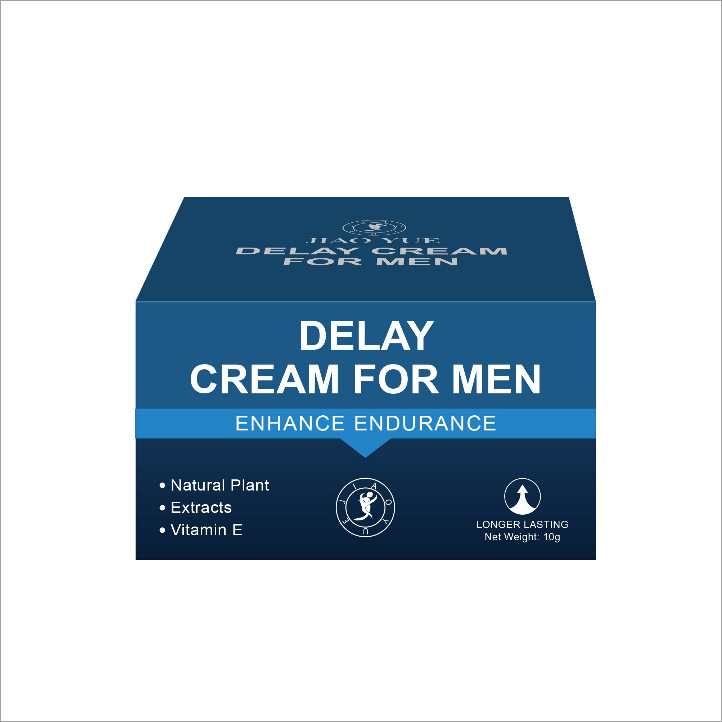 JIAO YUE
DELAY CREAM
FOR MEN
DELAY
CREAM FOR MEN
ENHANCE ENDURANCE
• Natural Plant
• Extracts
• Vitamin E
JIAOYUE
LONGER LASTING
Net Weight: 10g